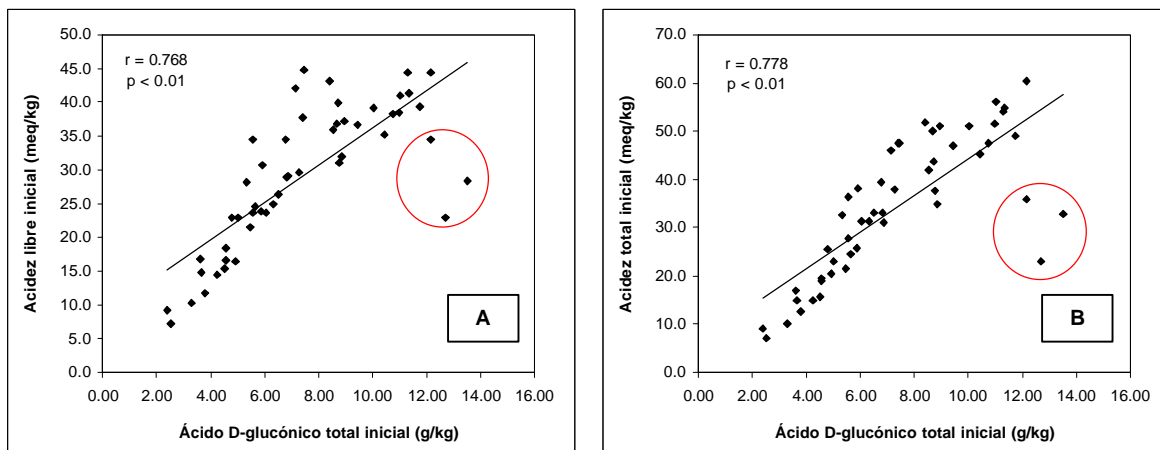 r = 0.768
p < 0.01
Acidez libre inicial (meq/kg)
50.0
45.0
40.0
35.0
30.0
25.0
20.0
15.0
10.0
5.0
0.0
A
0.00 2.00 4.00 6.00 8.00 10.00 12.00 14.00 16.00
Ácido D-glucónico total inicial (g/kg)
r = 0.778
p < 0.01
Acidez total inicial (meq/kg)
70.0
60.0
50.0
40.0
30.0
20.0
10.0
0.0
B
0.00 2.00 4.00 6.00 8.00 10.00 12.00 14.00 16.00
Ácido D-glucónico total inicial (g/kg)